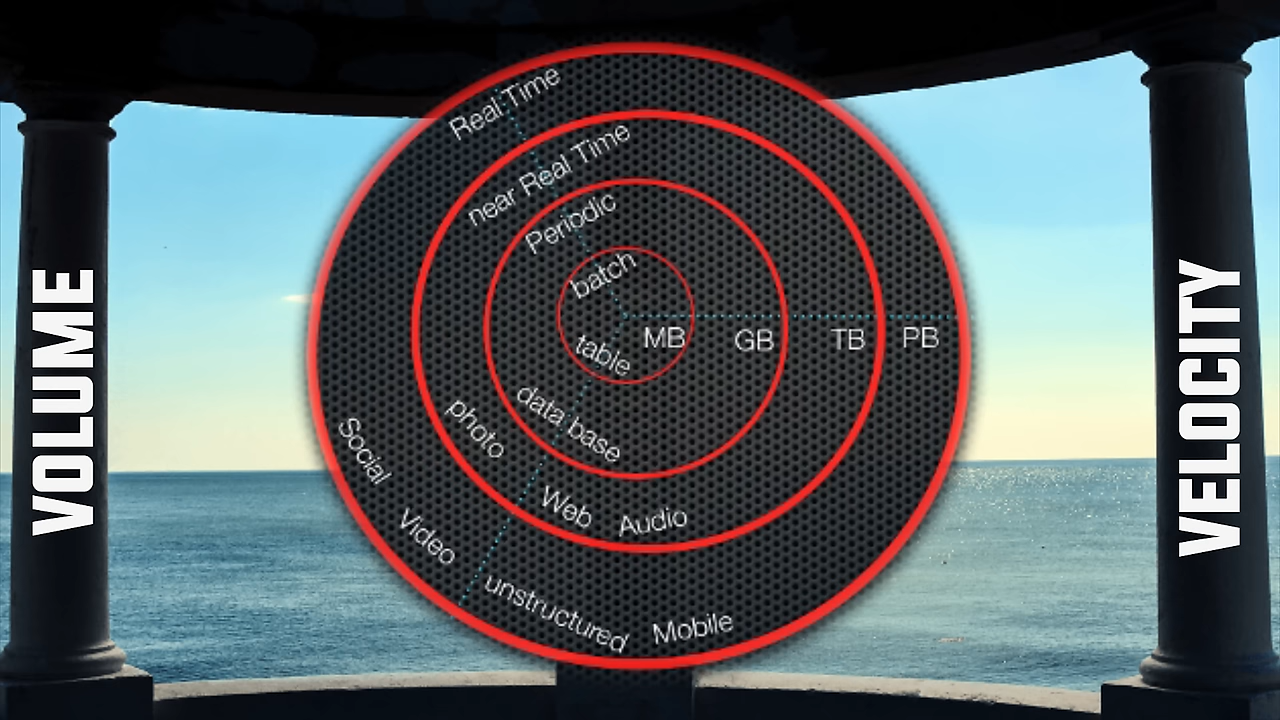 VOLUME
VELOCITY
Real Time
near Real Time
Periodic
batch
MB
GB
TB
PB
table
data base
photo
Web
Audio
Social
Video
unstructured
Mobile